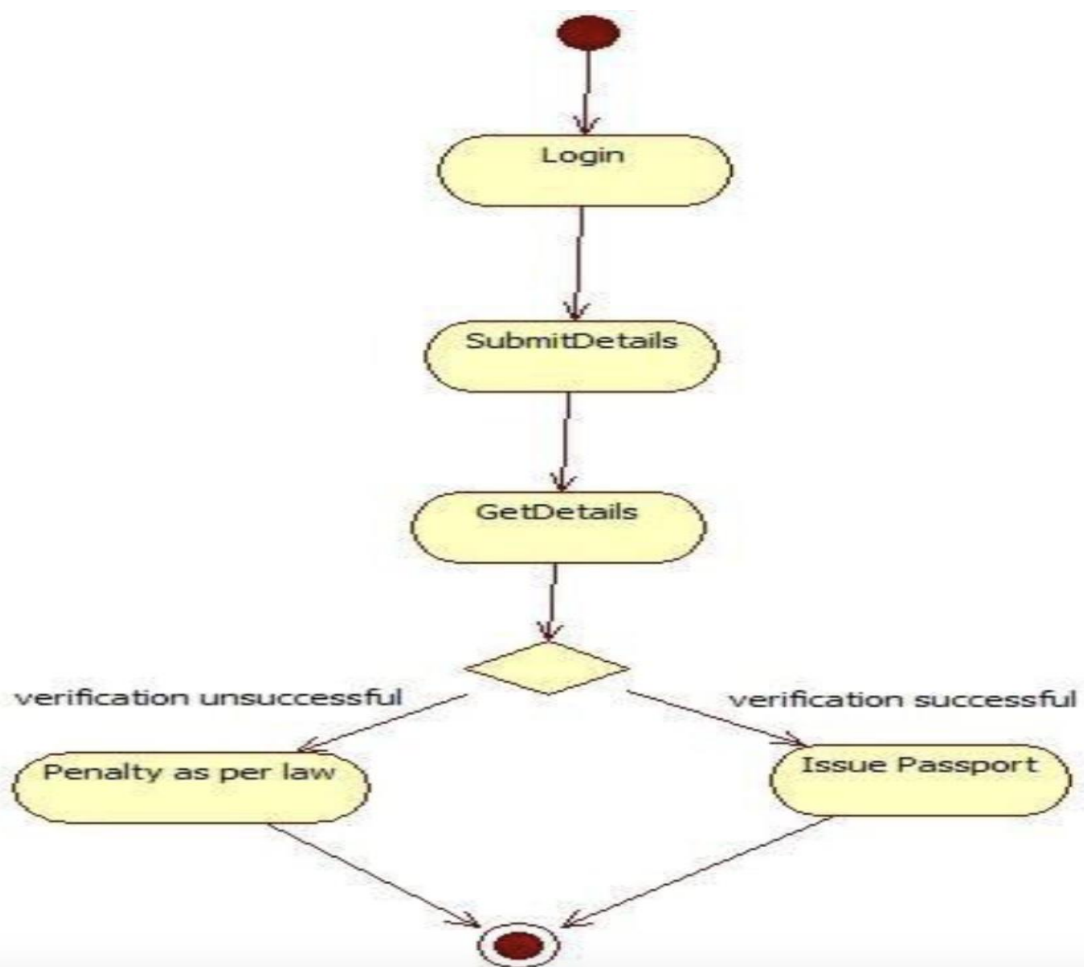 Login
SubmitDetails
GetDetails
verification unsuccessful
verification successful
Penalty as per law
Issue Passport